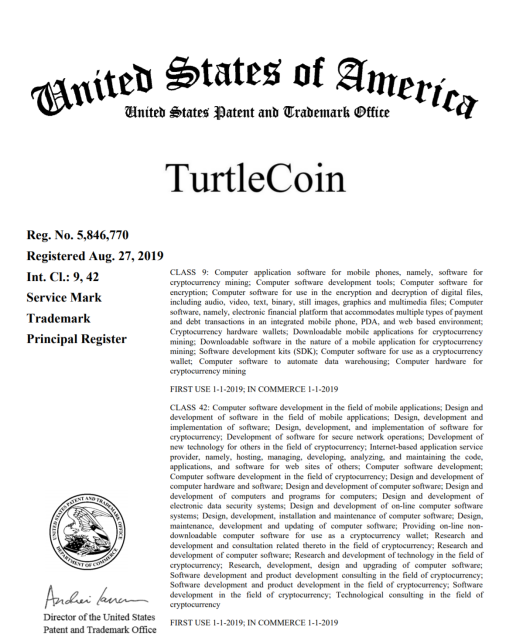 United States of America
United States Patent and Trademark Office
TurtleCoin
Reg. No. 5,846,770
Registered Aug. 27, 2019
Int. Cl.: 9, 42
Service Mark
Trademark
Principal Register
CLASS 9: Computer application software for mobile phones, namely, software for
cryptocurrency mining; Computer software development tools; Computer software for
encryption; Computer software for use in the encryption and decryption of digital files,
including audio, video, text, binary, still images, graphics and multimedia files; Computer
software, namely, electronic financial platform that accommodates multiple types of payment
and debt transactions in an integrated mobile phone, PDA, and web based environment;
Cryptocurrency hardware wallets; Downloadable mobile applications for cryptocurrency
mining; Downloadable software in the nature of a mobile application for cryptocurrency
mining; Software development kits (SDK); Computer software for use as a cryptocurrency
wallet; Computer software to automate data warehousing; Computer hardware for
cryptocurrency mining
FIRST USE 1-1-2019; IN COMMERCE 1-1-2019
CLASS 42: Computer software development in the field of mobile applications; Design and
development of software in the field of mobile applications; Design, development and
implementation of software; Design, development, and implementation of software for
cryptocurrency; Development of software for secure network operations; Development of
new technology for others in the field of cryptocurrency; Internet-based application service
provider, namely, hosting, managing, developing, analyzing, and maintaining the code,
applications, and software for web sites of others; Computer software development;
Computer software development in the field of cryptocurrency; Design and development of
computer hardware and software; Design and development of computer software; Design and
development of computers and programs for computers; Design and development of
electronic data security systems; Design and development of on-line computer software
systems; Design, development, installation and maintenance of computer software; Design,
maintenance, development and updating of computer software; Providing on-line non-
downloadable computer software for use as a cryptocurrency wallet; Research and
development and consultation related thereto in the field of cryptocurrency; Research and
development of computer software; Research and development of technology in the field of
cryptocurrency; Research, development, design and upgrading of computer software;
Software development and product development consulting in the field of cryptocurrency;
Software development and product development in the field of cryptocurrency; Software
development in the field of cryptocurrency; Technological consulting in the field of
cryptocurrency
FIRST USE 1-1-2019; IN COMMERCE 1-1-2019
UNITED STATES PATENT AND TRADEMARK OFFICE
DEPARTMENT OF COMMERCE
Andrei Iancu
Director of the United States
Patent and Trademark Office